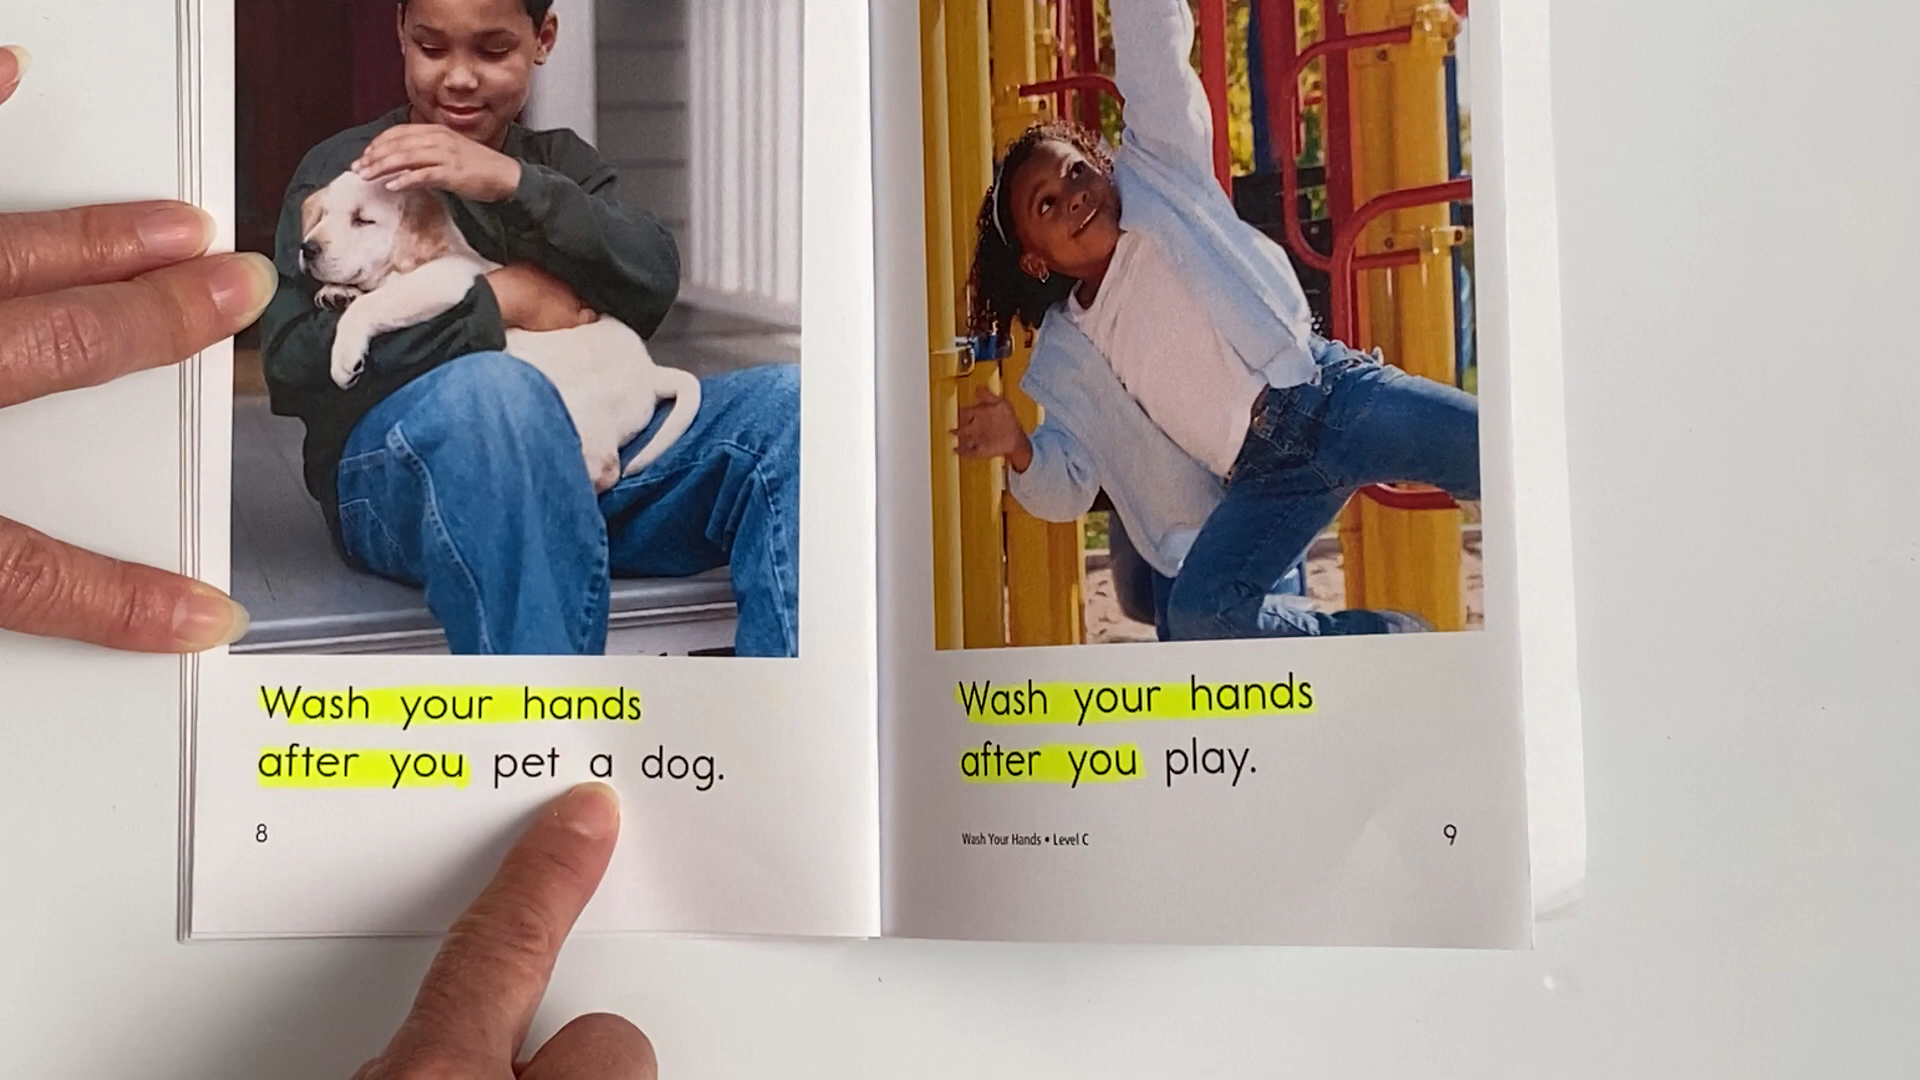 Wash your hands
after you pet a dog.
8
Wash your hands
after you play.
Wash Your Hands • Level C
9